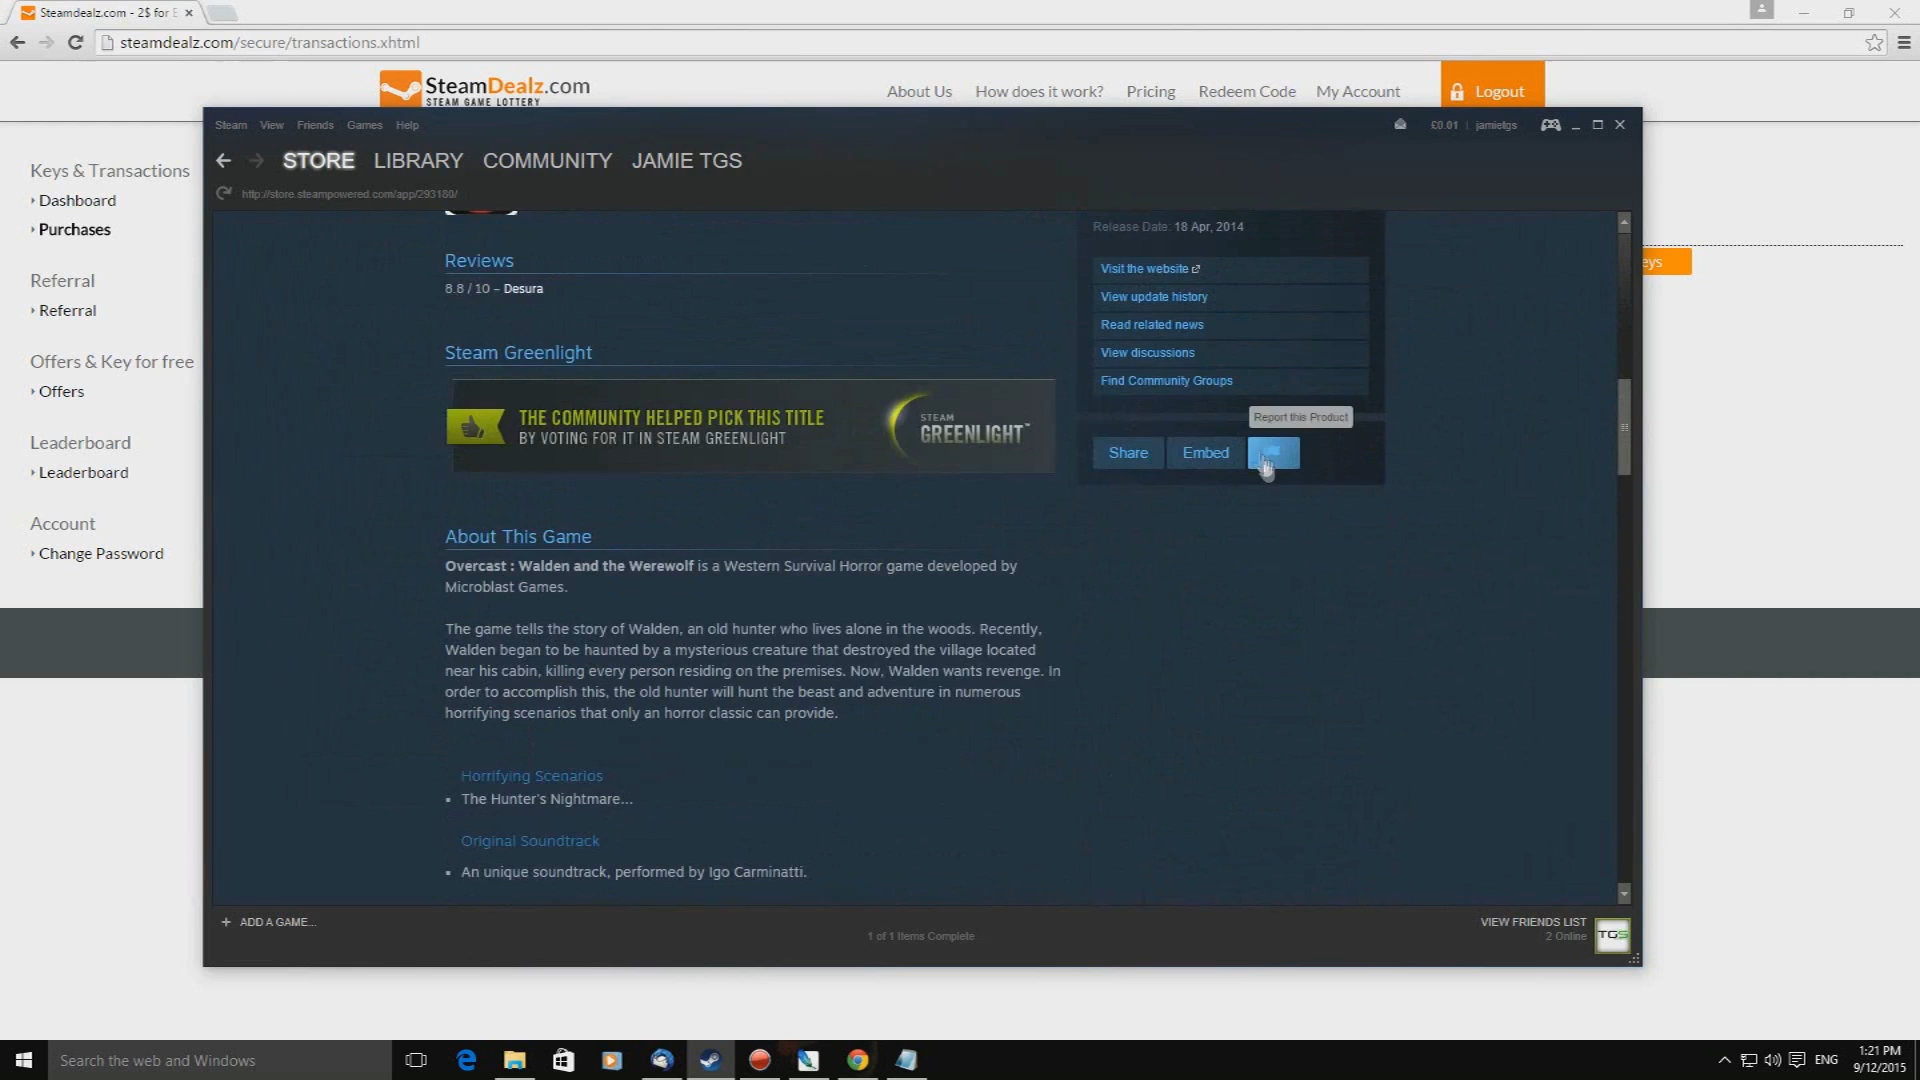 Steamdealz.com - 2$ for E
steamdealz.com/secure/transactions.xhtml
SteamDealz.com
STEAM GAME LOTTERY
About Us
How does it work?
Pricing
Redeem Code
My Account
Logout
Keys & Transactions
Dashboard
Purchases
Referral
Referral
Offers & Key for free
Offers
Leaderboard
Leaderboard
Account
Change Password
eys
Steam View Friends Games Help
£0.01 | jamietgs
STORE LIBRARY COMMUNITY JAMIE TGS
http://store.steampowered.com/app/293180/
Reviews
8.8 / 10 – Desura
Steam Greenlight
THE COMMUNITY HELPED PICK THIS TITLE
BY VOTING FOR IT IN STEAM GREENLIGHT
STEAM
GREENLIGHT™
About This Game
Overcast : Walden and the Werewolf is a Western Survival Horror game developed by
Microblast Games.
The game tells the story of Walden, an old hunter who lives alone in the woods. Recently,
Walden began to be haunted by a mysterious creature that destroyed the village located
near his cabin, killing every person residing on the premises. Now, Walden wants revenge. In
order to accomplish this, the old hunter will hunt the beast and adventure in numerous
horrifying scenarios that only an horror classic can provide.
Horrifying Scenarios
The Hunter's Nightmare...
Original Soundtrack
An unique soundtrack, performed by Igo Carminatti.
Release Date: 18 Apr, 2014
Visit the website
View update history
Read related news
View discussions
Find Community Groups
Report this Product
Share
Embed
+ ADD A GAME...
1 of 1 Items Complete
VIEW FRIENDS LIST
2 Online
TGS
Search the web and Windows
ENG
1:21 PM
9/12/2015